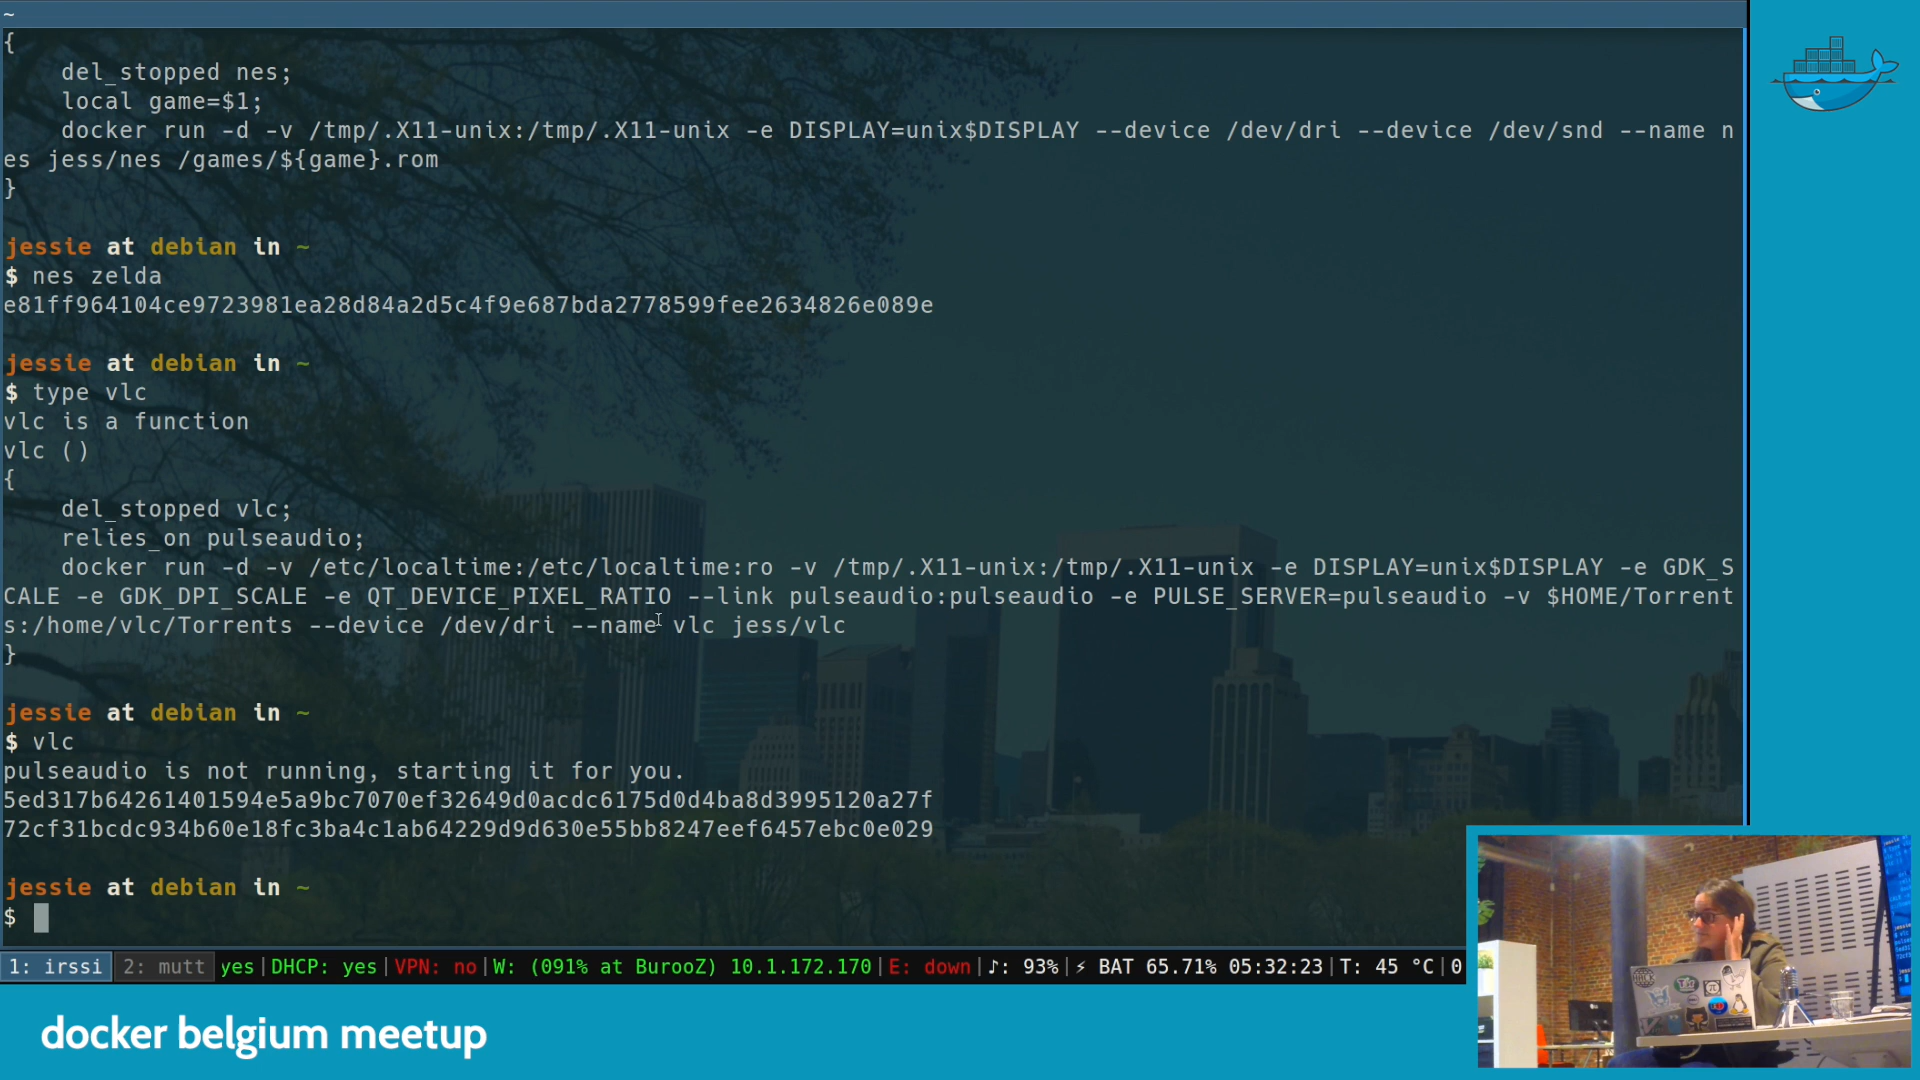 ~
{
    del_stopped nes;
    local game=$1;
    docker run -d -v /tmp/.X11-unix:/tmp/.X11-unix -e DISPLAY=unix$DISPLAY --device /dev/dri --device /dev/snd --name n
es jess/nes /games/${game}.rom
}
jessie at debian in ~
$ nes zelda
e81ff964104ce9723981ea28d84a2d5c4f9e687bda2778599fee2634826e089e
jessie at debian in ~
$ type vlc
vlc is a function
vlc ()
{
    del_stopped vlc;
    relies_on pulseaudio;
    docker run -d -v /etc/localtime:/etc/localtime:ro -v /tmp/.X11-unix:/tmp/.X11-unix -e DISPLAY=unix$DISPLAY -e GDK_S
CALE -e GDK_DPI_SCALE -e QT_DEVICE_PIXEL_RATIO --link pulseaudio:pulseaudio -e PULSE_SERVER=pulseaudio -v $HOME/Torrent
s:/home/vlc/Torrents --device /dev/dri --name vlc jess/vlc
}
jessie at debian in ~
$ vlc
pulseaudio is not running, starting it for you.
5ed317b64261401594e5a9bc7070ef32649d0acdc6175d0d4ba8d3995120a27f
72cf31bcdc934b60e18fc3ba4c1ab64229d9d630e55bb8247eef6457ebc0e029
jessie at debian in ~
$
1: irssi 2: mutt yes|DHCP: yes|VPN: no|W: (091% at BurooZ) 10.1.172.170|E: down|♪: 93%|⚡ BAT 65.71% 05:32:23|T: 45 °C|0
docker belgium meetup